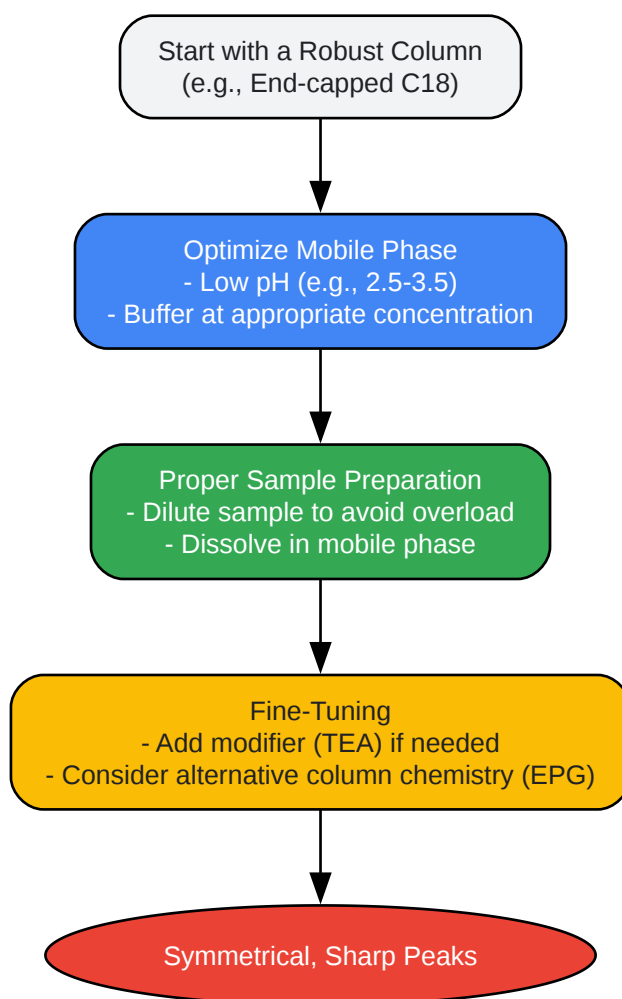 Start with a Robust Column
(e.g., End-capped C18)
Optimize Mobile Phase
- Low pH (e.g., 2.5-3.5)
- Buffer at appropriate concentration
Proper Sample Preparation
- Dilute sample to avoid overload
- Dissolve in mobile phase
Fine-Tuning
- Add modifier (TEA) if needed
- Consider alternative column chemistry (EPG)
Symmetrical, Sharp Peaks